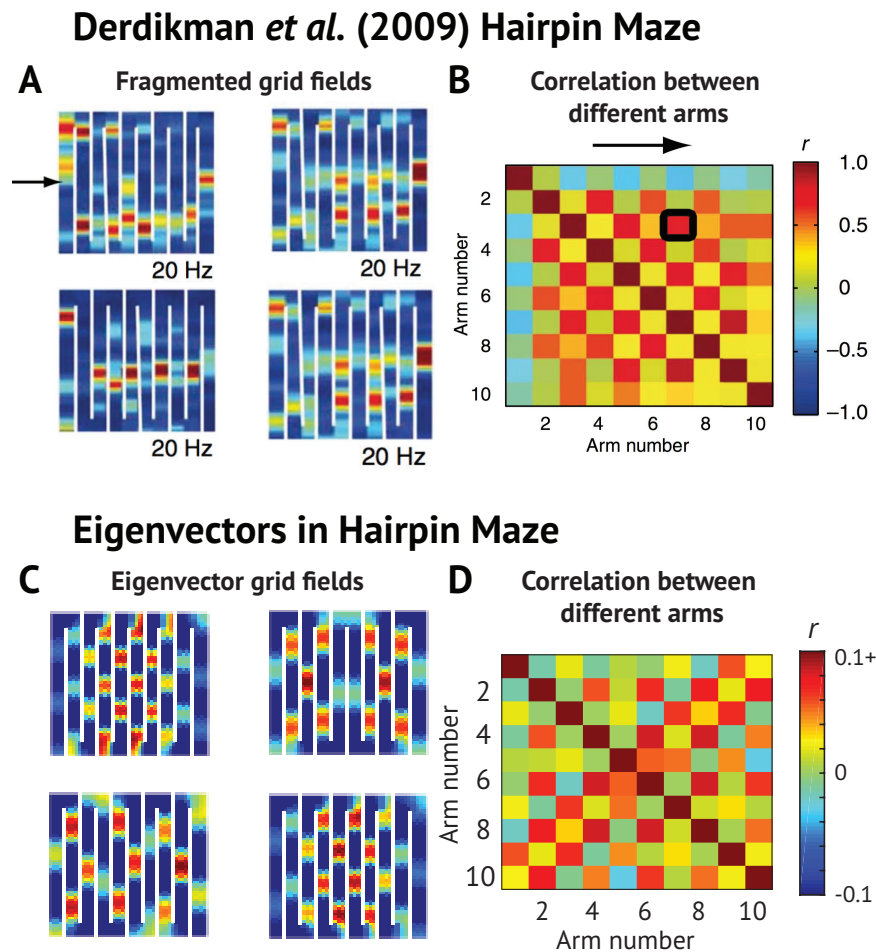 Derdikman et al. (2009) Hairpin Maze
A
Fragmented grid fields
20 Hz
20 Hz
20 Hz
20 Hz
B
Correlation between
different arms
r
1.0
0.5
0
–0.5
–1.0
Arm number
2
4
6
8
10
2 4 6 8 10
Arm number
Eigenvectors in Hairpin Maze
C
Eigenvector grid fields
D
Correlation between
different arms
r
0.1+
0
-0.1
Arm number
2
4
6
8
10
2 4 6 8 10
Arm number